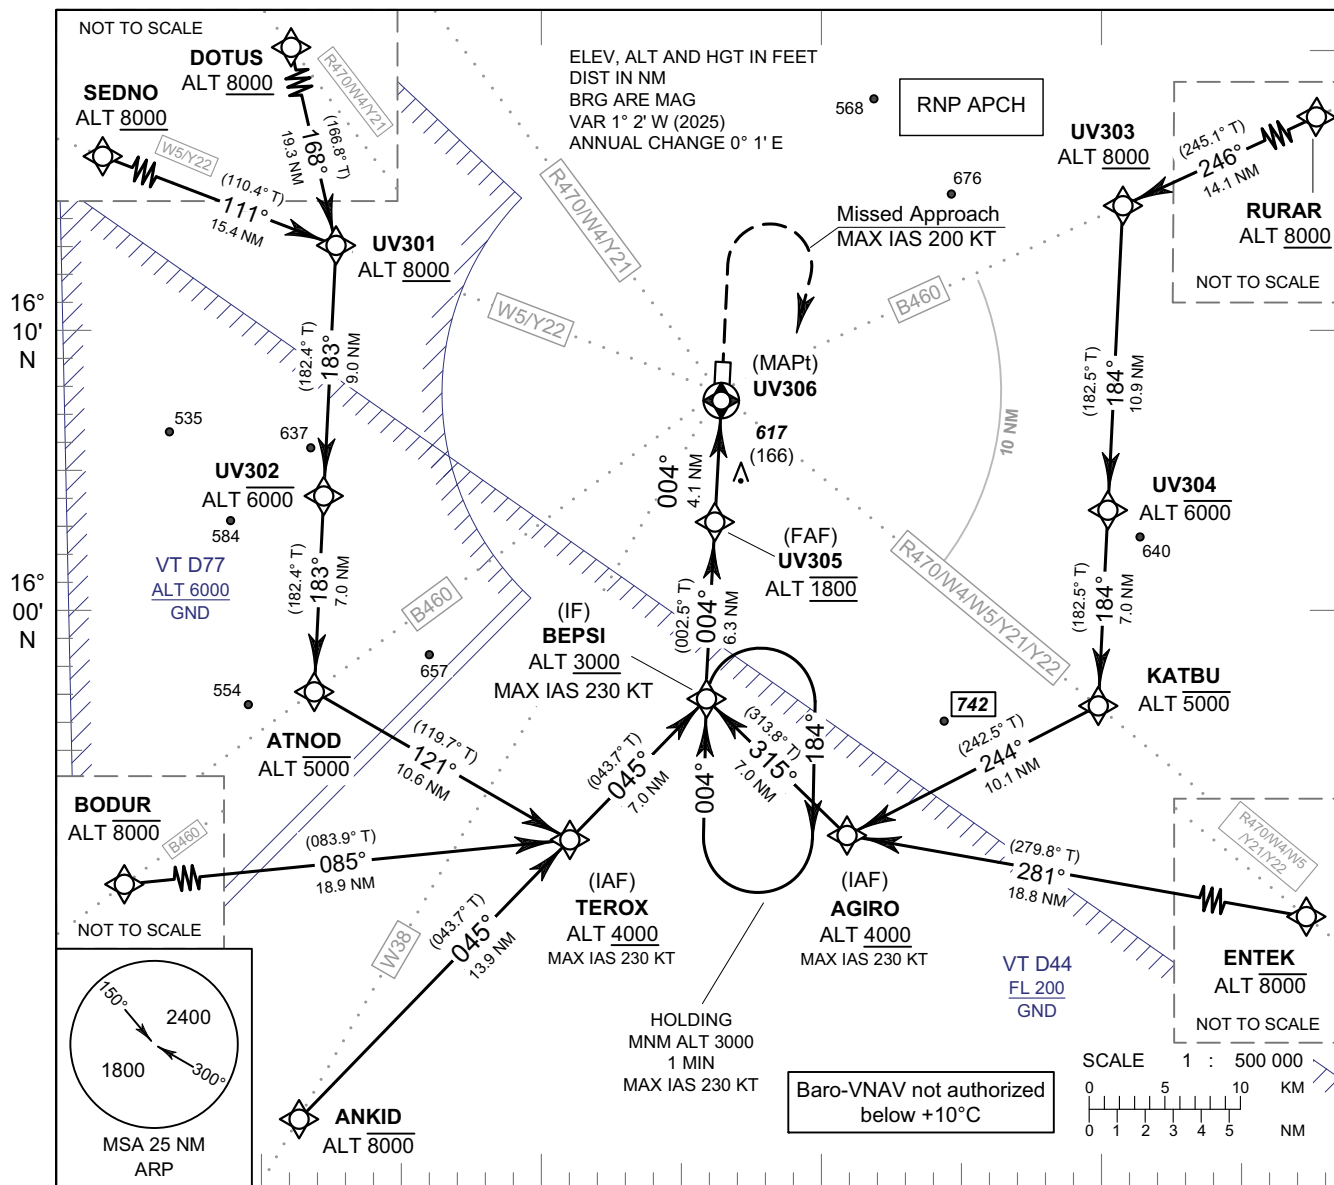 NOT TO SCALE
DOTUS
ALT 8000
SEDNO
ALT 8000
R470/W4/Y21
W5/Y22
(166.8° T)
168°
19.3 NM
(110.4° T)
111°
15.4 NM
ELEV, ALT AND HGT IN FEET
DIST IN NM
BRG ARE MAG
VAR 1° 2' W (2025)
ANNUAL CHANGE 0° 1' E
568
RNP APCH
676
Missed Approach
MAX IAS 200 KT
UV303
ALT 8000
(245.1° T)
246°
14.1 NM
RURAR
ALT 8000
NOT TO SCALE
UV301
ALT 8000
R470/W4/Y21
W5/Y22
B460
16°
10'
N
(182.4° T)
183°
9.0 NM
(MAPt)
UV306
(182.5° T)
184°
10.9 NM
10 NM
535
637
617
(166)
UV302
ALT 6000
004°
4.1 NM
UV304
ALT 6000
584
640
VT D77
ALT 6000
GND
(FAF)
UV305
ALT 1800
R470/W4/W5/Y21/Y22
(182.4° T)
183°
7.0 NM
B460
(182.5° T)
184°
7.0 NM
16°
00'
N
(IF)
BEPSI
ALT 3000
MAX IAS 230 KT
(002.5° T)
004°
6.3 NM
657
554
742
KATBU
ALT 5000
ATNOD
ALT 5000
(119.7° T)
121°
10.6 NM
(043.7° T)
045°
7.0 NM
004°
184°
(313.8° T)
315°
7.0 NM
(242.5° T)
244°
10.1 NM
BODUR
ALT 8000
B460
(083.9° T)
085°
18.9 NM
NOT TO SCALE
(IAF)
TEROX
ALT 4000
MAX IAS 230 KT
(IAF)
AGIRO
ALT 4000
MAX IAS 230 KT
(279.8° T)
281°
18.8 NM
R470/W4/W5
/Y21/Y22
(043.7° T)
045°
13.9 NM
W38
ENTEK
ALT 8000
NOT TO SCALE
VT D44
FL 200
GND
150°
2400
1800
300°
MSA 25 NM
ARP
HOLDING
MNM ALT 3000
1 MIN
MAX IAS 230 KT
ANKID
ALT 8000
Baro-VNAV not authorized
below +10°C
SCALE 1 : 500 000
0 5 10 KM
0 1 2 3 4 5 NM